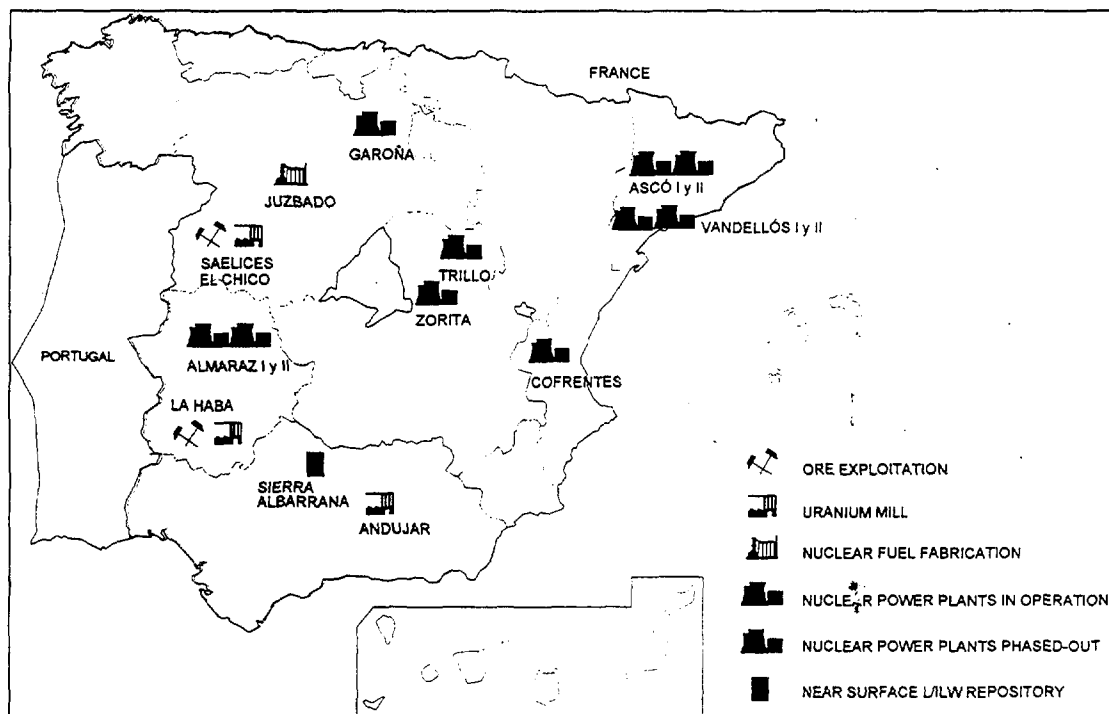 FRANCE
GAROÑA
JUZBADO
ASCÓ I y II
VANDELLÓS I y II
SAELICES
EL-CHICO
TRILLO
ZORITA
PORTUGAL
ALMARAZ I y II
COFRENTES
LA HABA
SIERRA
ALBARRANA
ANDUJAR
ORE EXPLOITATION
URANIUM MILL
NUCLEAR FUEL FABRICATION
NUCLEAR POWER PLANTS IN OPERATION
NUCLEAR POWER PLANTS PHASED-OUT
NEAR SURFACE L/ILW REPOSITORY